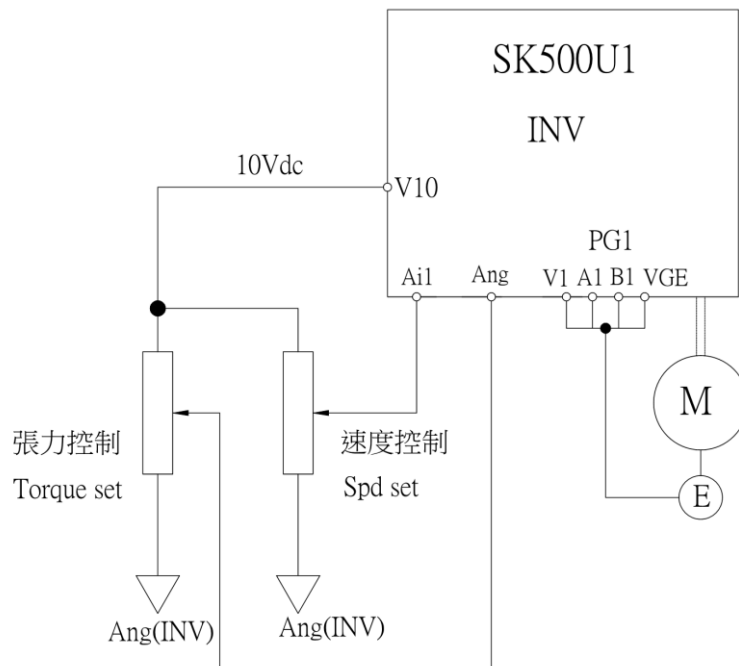 SK500U1
INV
10Vdc
V10
PG1
Ai1
Ang
V1
A1
B1
VGE
M
張力控制
Torque set
速度控制
Spd set
E
Ang(INV)
Ang(INV)